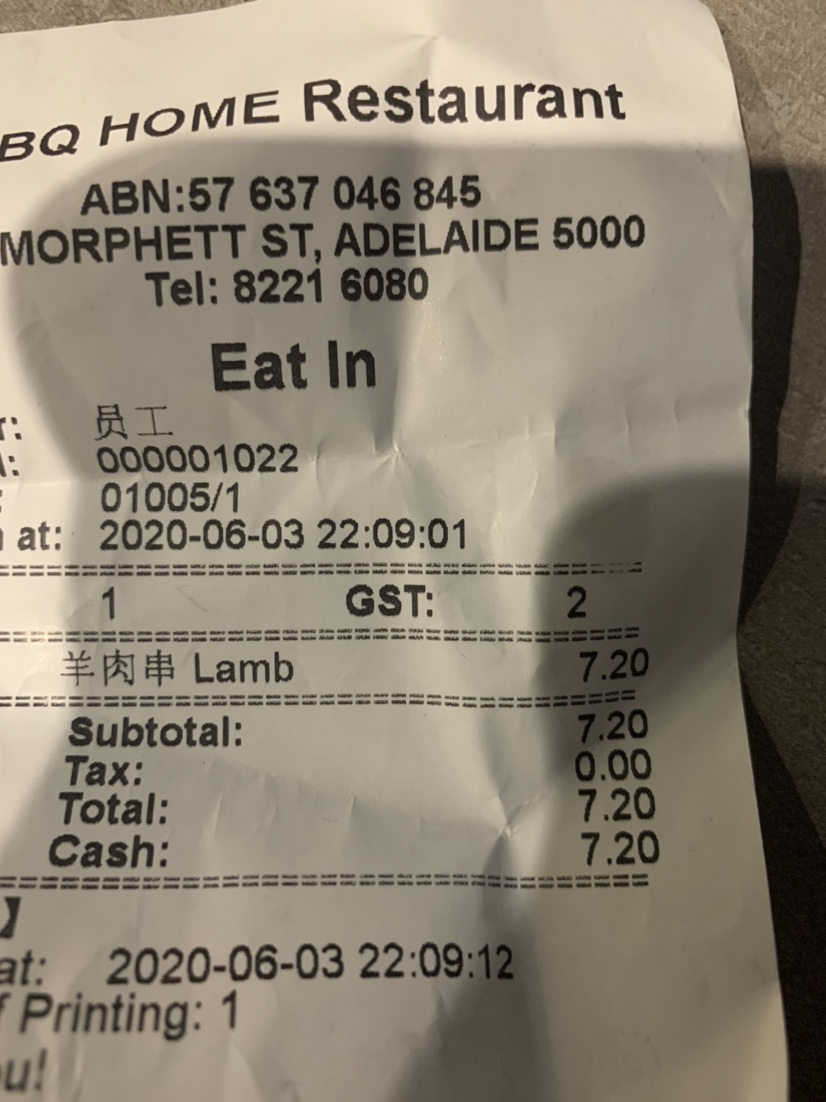 BQ HOME Restaurant
ABN:57 637 046 845
MORPHETT ST, ADELAIDE 5000
Tel: 8221 6080
Eat In
r: 员工
: 000001022
: 01005/1
at: 2020-06-03 22:09:01
1 GST: 2
羊肉串 Lamb 7.20
Subtotal: 7.20
Tax: 0.00
Total: 7.20
Cash: 7.20
】
at: 2020-06-03 22:09:12
f Printing: 1
ou!